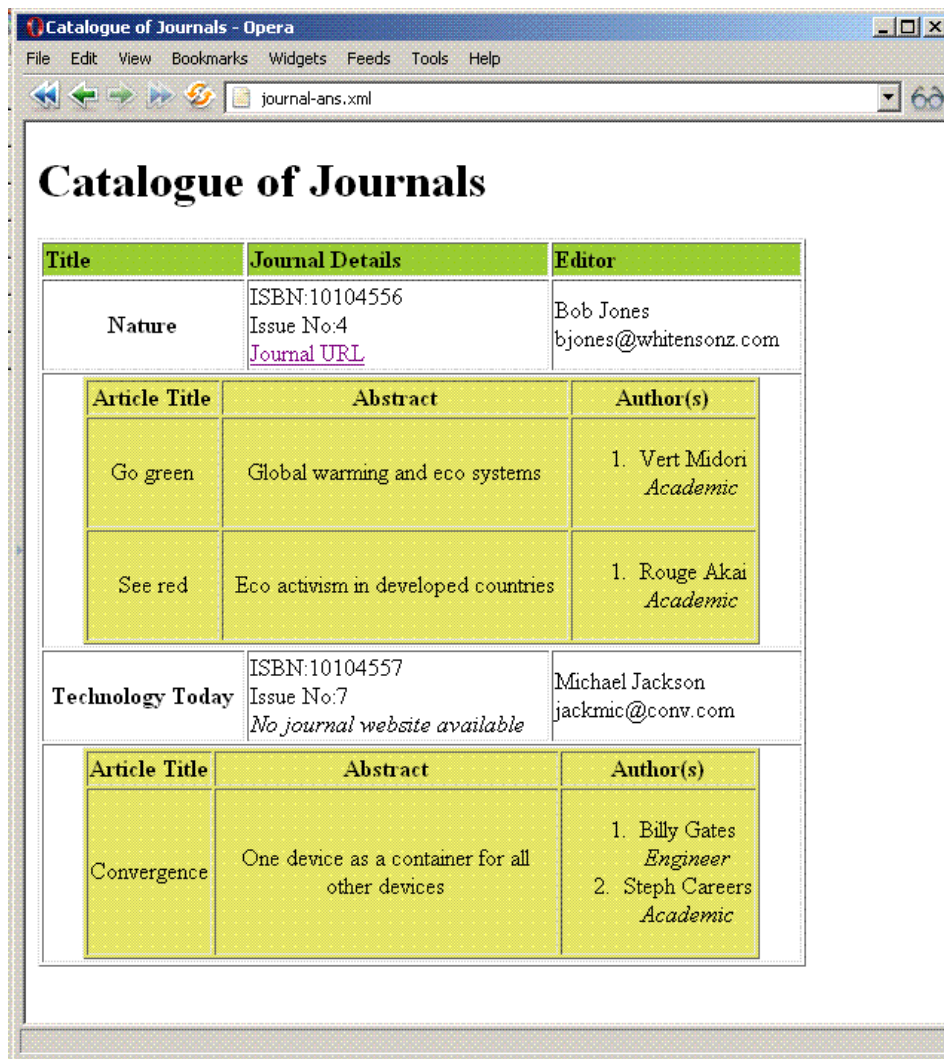 Catalogue of Journals - Opera
File Edit View Bookmarks Widgets Feeds Tools Help
journal-ans.xml
Catalogue of Journals
Title Journal Details Editor
Nature
ISBN:10104556
Issue No:4
Journal URL
Bob Jones
bjones@whitensonz.com
Article Title Abstract Author(s)
Go green
Global warming and eco systems
1. Vert Midori
Academic
See red
Eco activism in developed countries
1. Rouge Akai
Academic
Technology Today
ISBN:10104557
Issue No:7
No journal website available
Michael Jackson
jackmic@conv.com
Article Title Abstract Author(s)
Convergence
One device as a container for all
other devices
1. Billy Gates
Engineer
2. Steph Careers
Academic